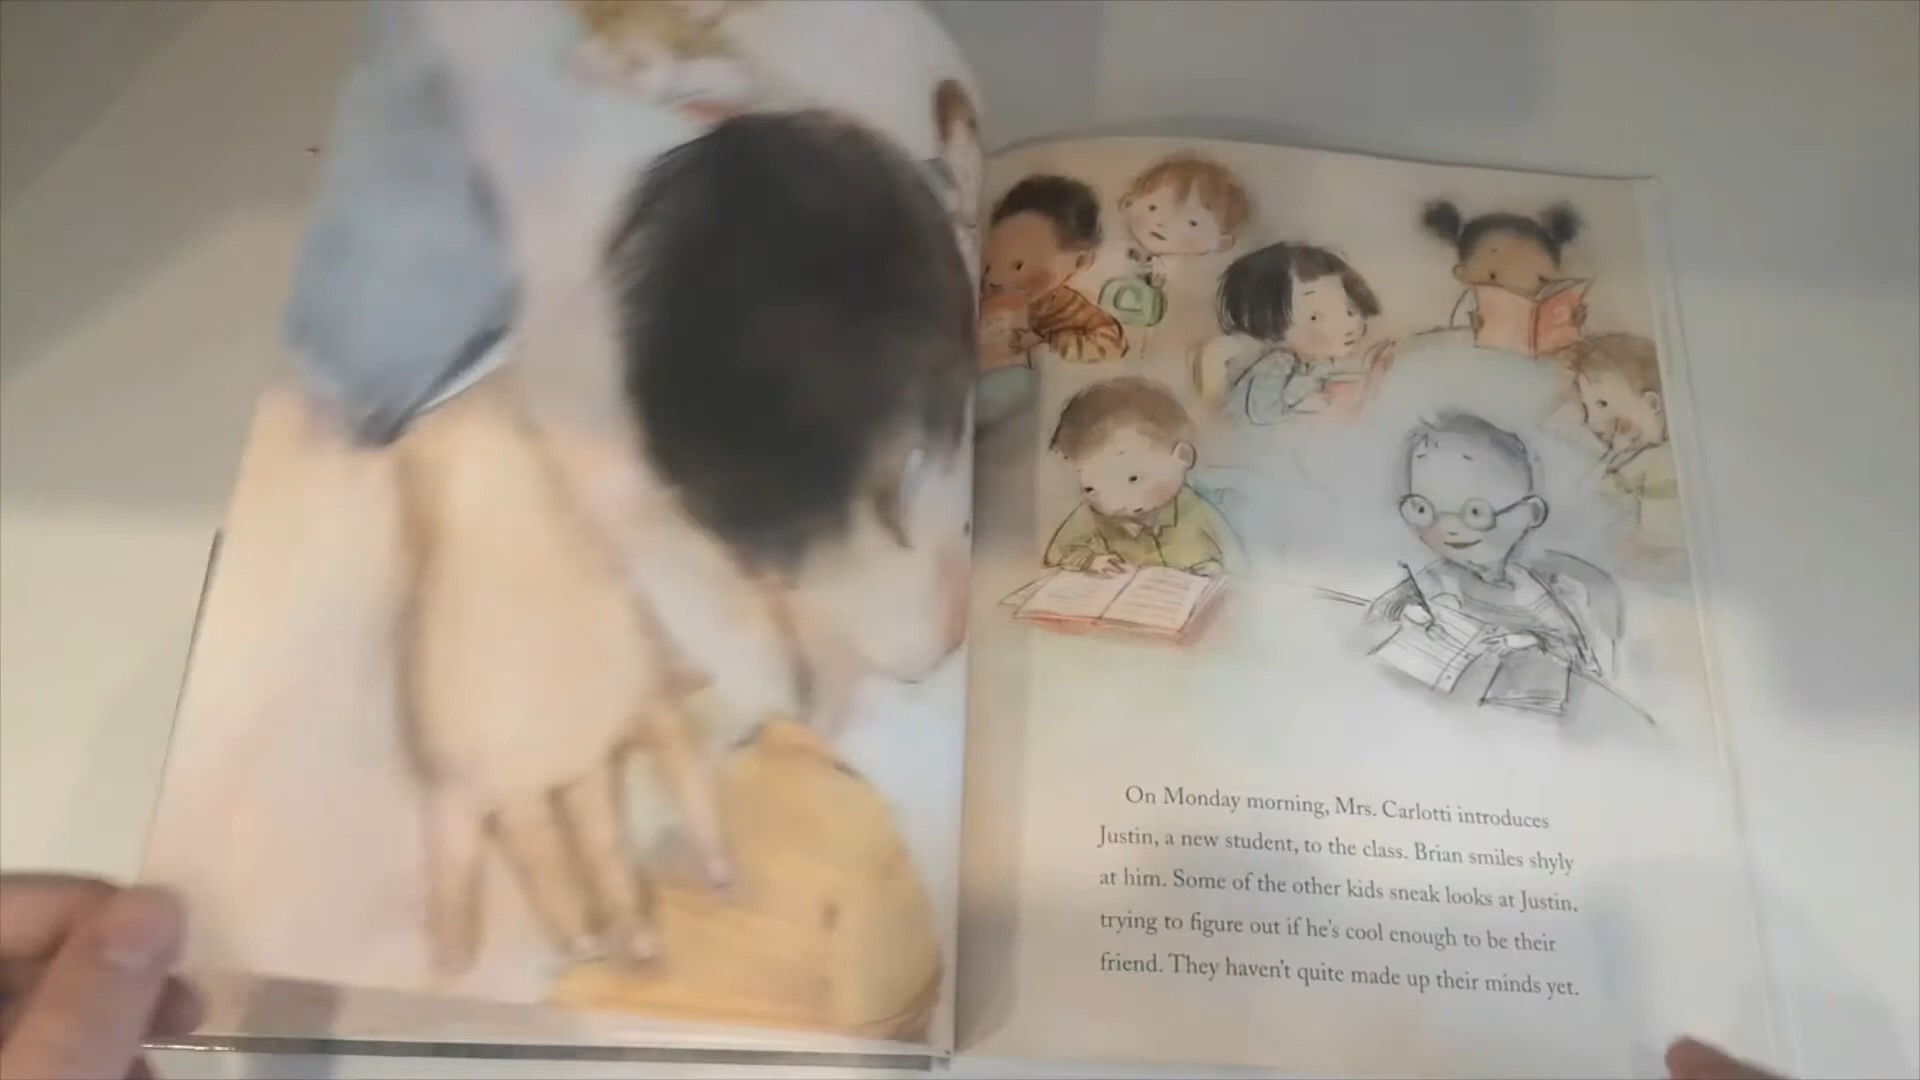 On Monday morning, Mrs. Carlotti introduces
Justin, a new student, to the class. Brian smiles shyly
at him. Some of the other kids sneak looks at Justin,
trying to figure out if he's cool enough to be their
friend. They haven't quite made up their minds yet.